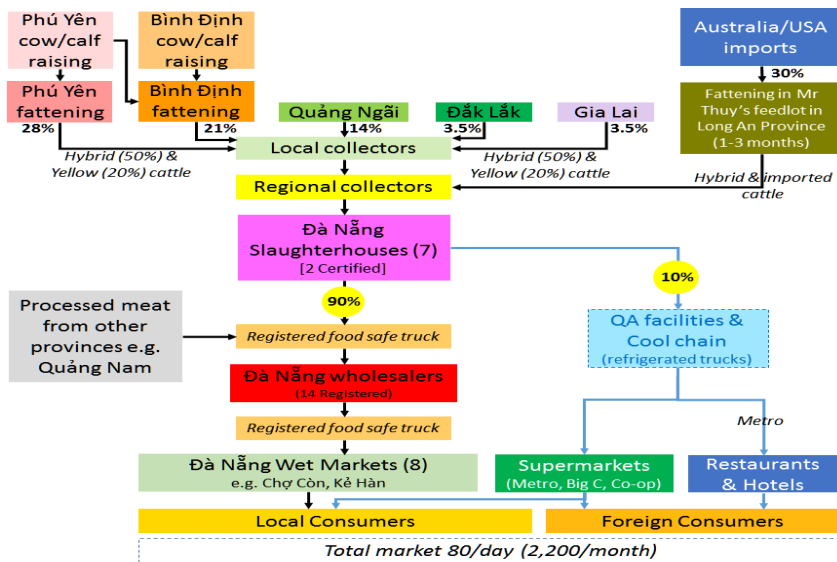 Phú Yên
cow/calf
raising
Bình Định
cow/calf
raising
Australia/USA
imports
30%
Phú Yên
fattening
Bình Định
fattening
Quảng Ngãi
Đắk Lắk
Gia Lai
Fattening in Mr
Thuy's feedlot in
Long An Province
(1-3 months)
28%
21%
14%
3.5%
3.5%
Local collectors
Hybrid (50%) &
Yellow (20%) cattle
Hybrid (50%) &
Yellow (20%) cattle
Regional collectors
Hybrid & imported
cattle
Đà Nẵng
Slaughterhouses (7)
[2 Certified]
90%
10%
Processed meat
from other
provinces e.g.
Quảng Nam
Registered food safe truck
QA facilities &
Cool chain
(refrigerated trucks)
Đà Nẵng wholesalers
(14 Registered)
Registered food safe truck
Metro
Đà Nẵng Wet Markets (8)
e.g. Chợ Còn, Kẻ Hàn
Supermarkets
(Metro, Big C, Co-op)
Restaurants
& Hotels
Local Consumers
Foreign Consumers
Total market 80/day (2,200/month)